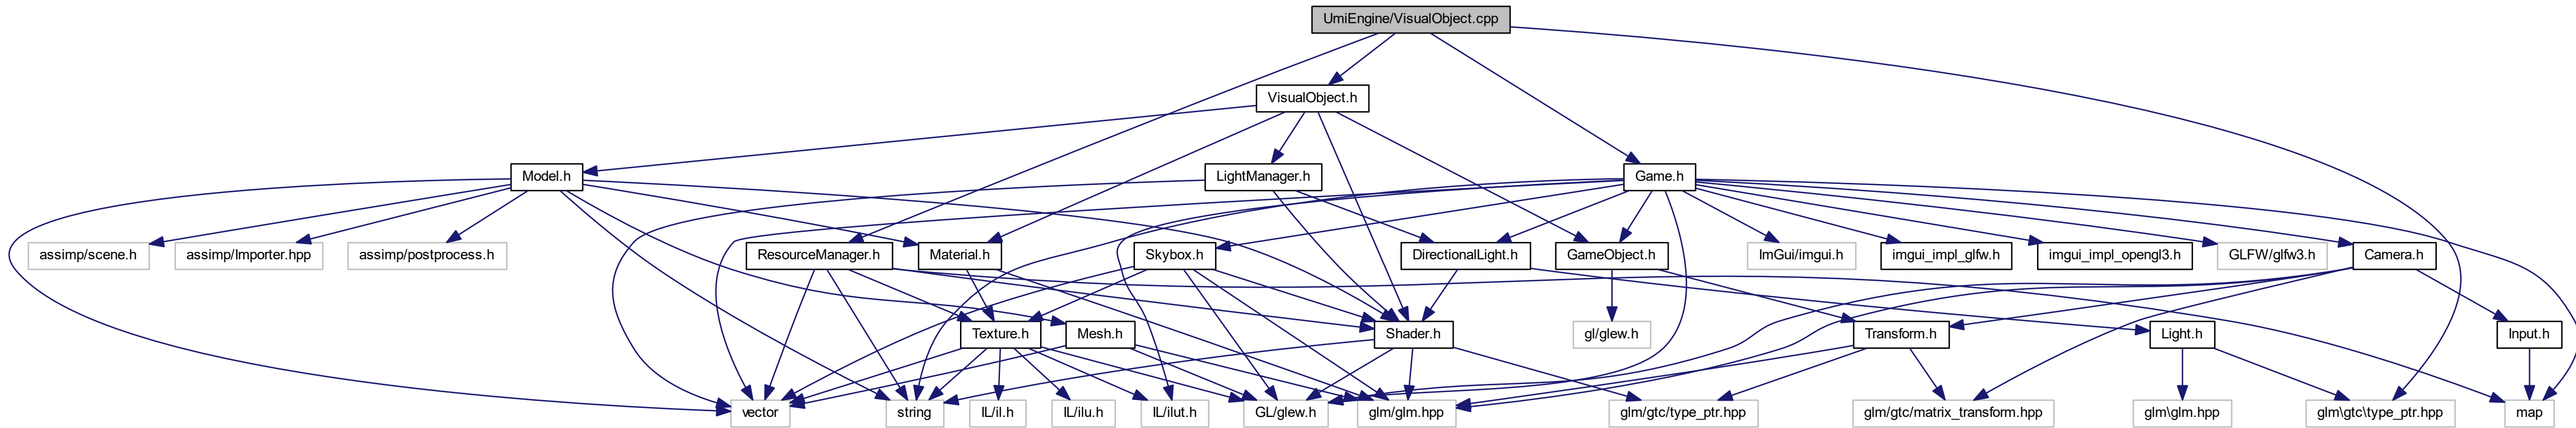 UmiEngine/VisualObject.cpp
VisualObject.h
Model.h
LightManager.h
Game.h
assimp/scene.h
assimp/Importer.hpp
assimp/postprocess.h
ResourceManager.h
Material.h
Skybox.h
DirectionalLight.h
GameObject.h
ImGui/imgui.h
imgui_impl_glfw.h
imgui_impl_opengl3.h
GLFW/glfw3.h
Camera.h
Texture.h
Mesh.h
Shader.h
gl/glew.h
Transform.h
Light.h
Input.h
vector
string
IL/il.h
IL/ilu.h
IL/ilut.h
GL/glew.h
glm/glm.hpp
glm/gtc/type_ptr.hpp
glm/gtc/matrix_transform.hpp
glm\glm.hpp
glm\gtc\type_ptr.hpp
map